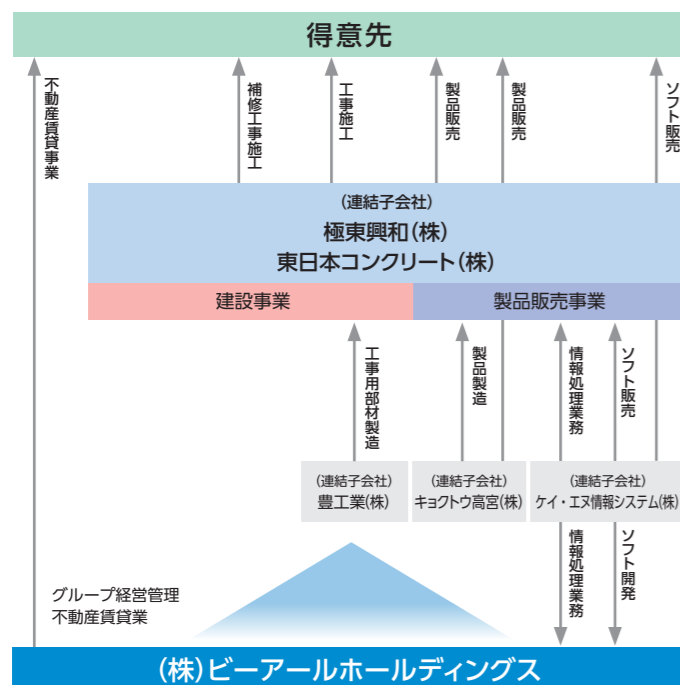 得意先
不動産賃貸事業
補修工事施工
工事施工
製品販売
製品販売
ソフト販売
(連結子会社)
極東興和(株)
東日本コンクリート(株)
建設事業
製品販売事業
工事用部材製造
製品製造
情報処理業務
ソフト販売
(連結子会社)
豊工業(株)
(連結子会社)
キョクトウ高宮(株)
(連結子会社)
ケイ・エヌ情報システム(株)
情報処理業務
ソフト開発
グループ経営管理
不動産賃貸業
(株)ビーアールホールディングス